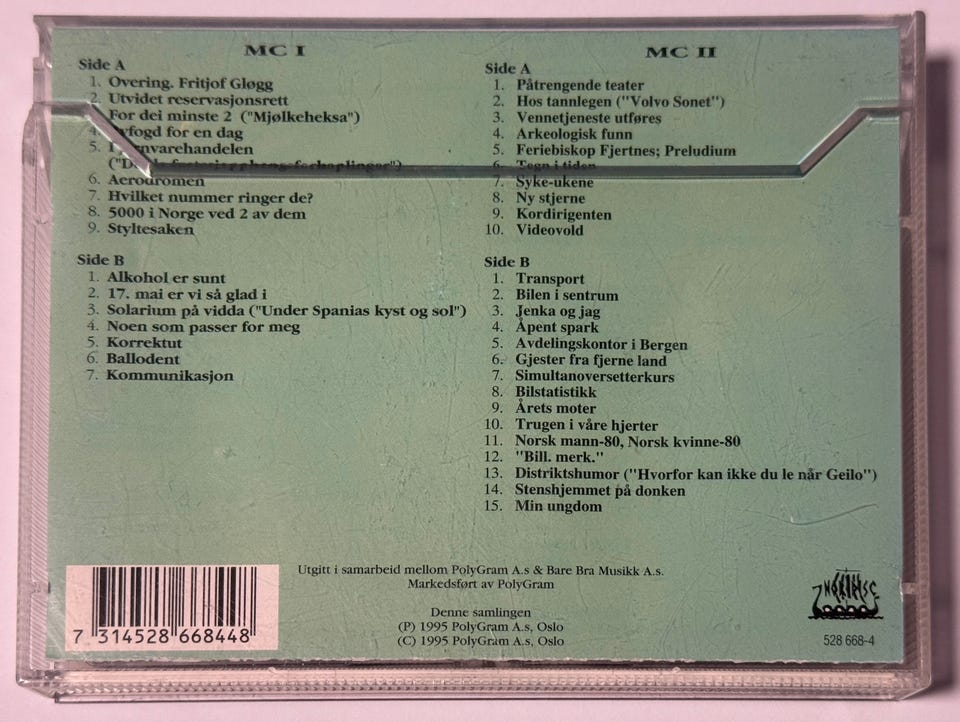 MC I
Side A
1. Overing. Fritjof Gløgg
2. Utvidet reservasjonsrett
For dei minste 2 ("Mjølkeheksa")
4. for en dag
5.
6. Aerodromen
7. Hvilket nummer ringer de?
8. 5000 i Norge ved 2 av dem
9. Styltesaken
Side B
1. Alkohol er sunt
2. 17. mai er vi så glad i
3. Solarium på vidda ("Under Spanias kyst og sol")
4. Noen som passer for meg
5. Korrektut
6. Ballodent
7. Kommunikasjon
MC II
Side A
1. Påtrengende teater
2. Hos tannlegen ("Volvo Sonet")
3. Vennetjeneste utføres
4. Arkeologisk funn
5. Feriebiskop Fjertnes; Preludium
6. Tegn i tiden
7. Syke-ukene
8. Ny stjerne
9. Kordirigenten
10. Videovold
Side B
1. Transport
2. Bilen i sentrum
3. Jenka og jag
4. Åpent spark
5. Avdelingskontor i Bergen
6. Gjester fra fjerne land
7. Simultanoversetterkurs
8. Bilstatistikk
9. Årets moter
10. Trugen i våre hjerter
11. Norsk mann-80, Norsk kvinne-80
12. "Bill. merk."
13. Distriktshumor ("Hvorfor kan ikke du le når Geilo")
14. Stenshjemmet på donken
15. Min ungdom
Utgitt i samarbeid mellom PolyGram A.s & Bare Bra Musikk A.s.
Markedsført av PolyGram
Denne samlingen
(P) 1995 PolyGram A.s, Oslo
(C) 1995 PolyGram A.s, Oslo
7 314528 668448
NORDISC
528 668-4